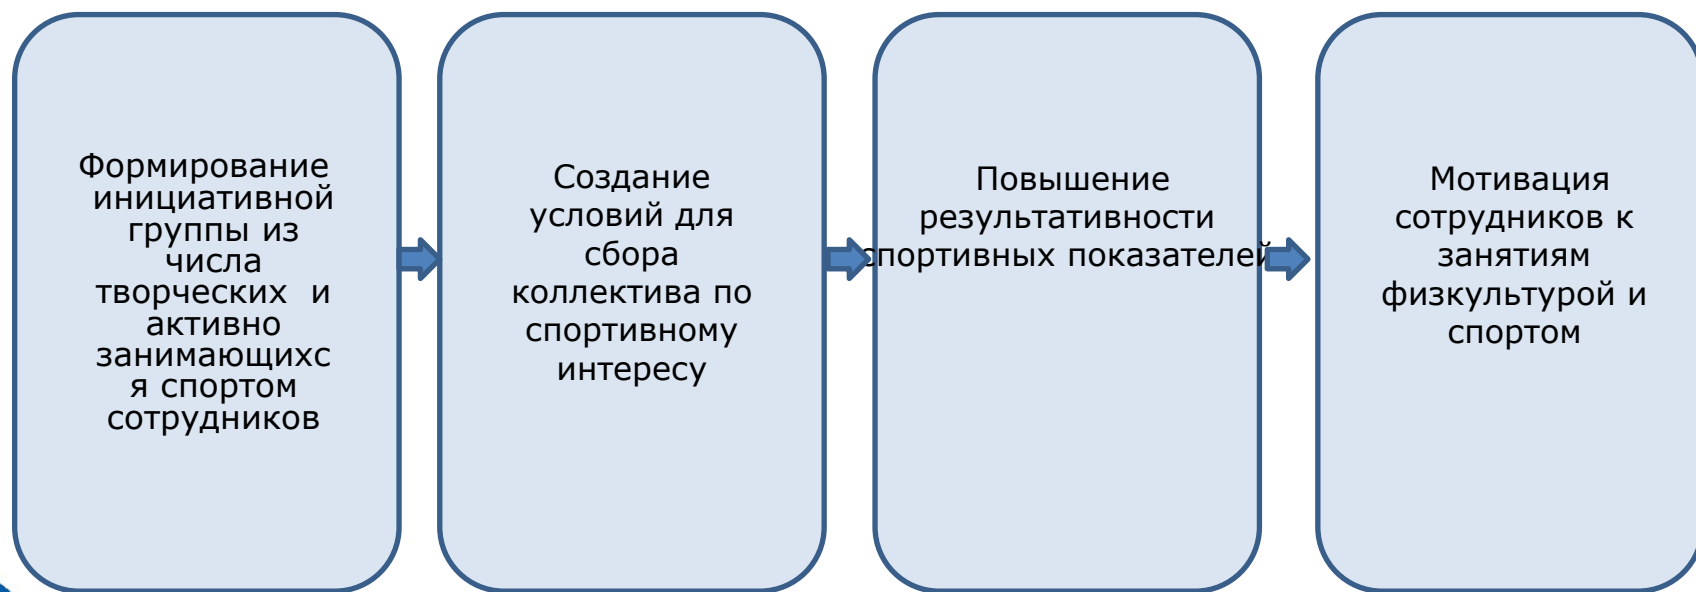 Формирование
инициативной
группы из
числа
творческих и
активно
занимающихс
я спортом
сотрудников
Создание
условий для
сбора
коллектива по
спортивному
интересу
Повышение
результативности
спортивных показателей
Мотивация
сотрудников к
занятиям
физкультурой и
спортом